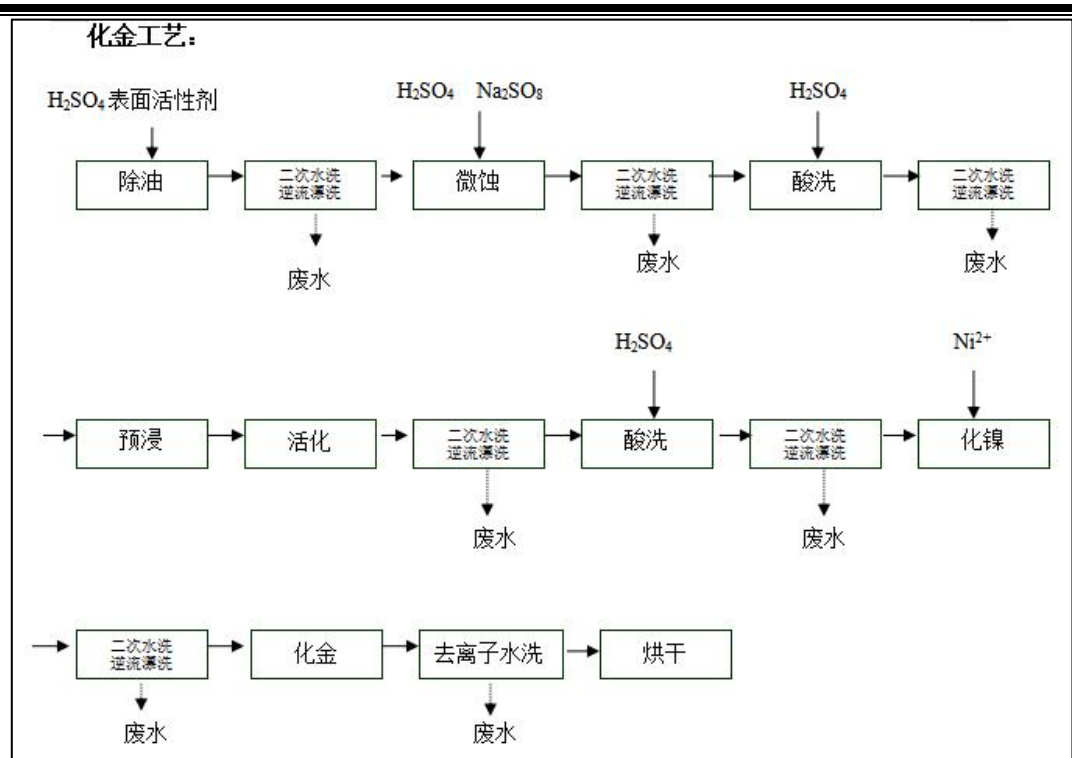 化金工艺：
H₂SO₄ 表面活性剂
H₂SO₄ Na₂SO₈
H₂SO₄
除油
二次水洗
逆流漂洗
微蚀
二次水洗
逆流漂洗
酸洗
二次水洗
逆流漂洗
废水
废水
废水
H₂SO₄
Ni²⁺
预浸
活化
二次水洗
逆流漂洗
酸洗
二次水洗
逆流漂洗
化镍
废水
废水
二次水洗
逆流漂洗
化金
去离子水洗
烘干
废水
废水